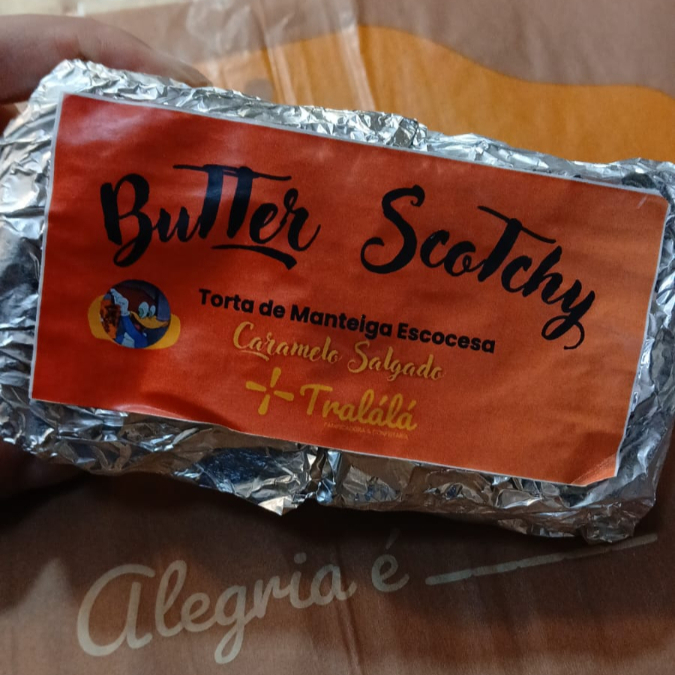 Butter Scotchy
Torta de Manteiga Escocesa
Caramelo Salgado
Tralálá
Alegria é